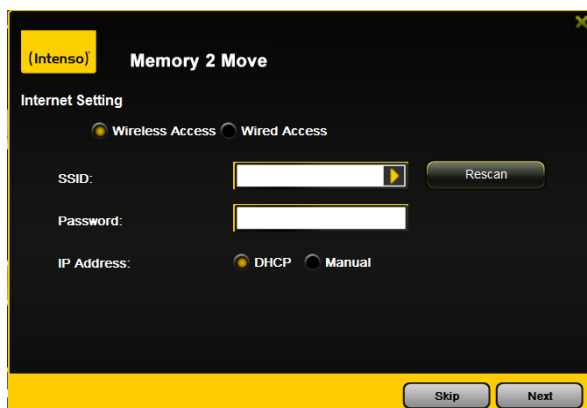 (Intenso)
Memory 2 Move
Internet Setting
Wireless Access Wired Access
SSID: Rescan
Password:
IP Address: DHCP Manual
Skip Next